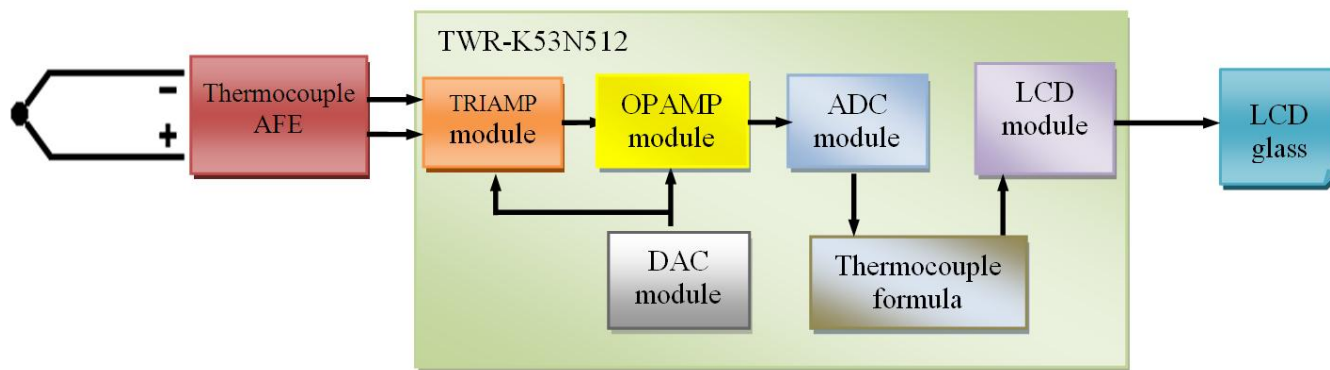 TWR-K53N512
-
+
Thermocouple
AFE
TRIAMP
module
OPAMP
module
ADC
module
LCD
module
LCD
glass
DAC
module
Thermocouple
formula